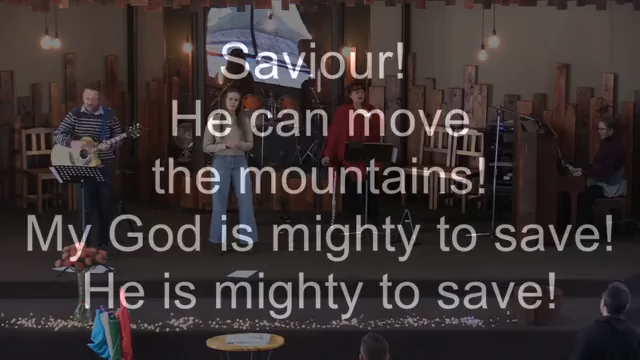 Saviour!
He can move
the mountains!
My God is mighty to save!
He is mighty to save!